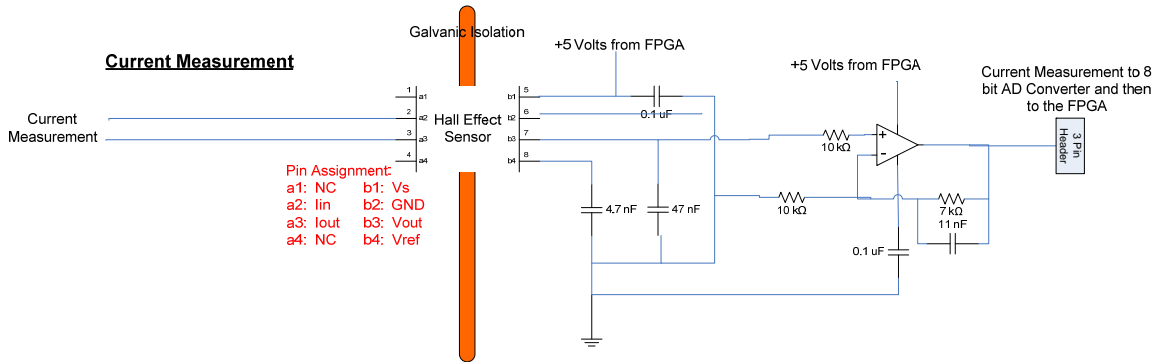 Galvanic Isolation
Current Measurement
+5 Volts from FPGA
+5 Volts from FPGA
Current Measurement to 8
bit AD Converter and then
to the FPGA
Current
Measurement
1
a1
2
a2
3
a3
4
a4
Hall Effect
Sensor
5
b1
6
b2
7
b3
8
b4
0.1 uF
10 kΩ
+
-
3 Pin
Header
Pin Assignment:
a1: NC b1: Vs
a2: Iin b2: GND
a3: Iout b3: Vout
a4: NC b4: Vref
4.7 nF
47 nF
10 kΩ
7 kΩ
11 nF
0.1 uF